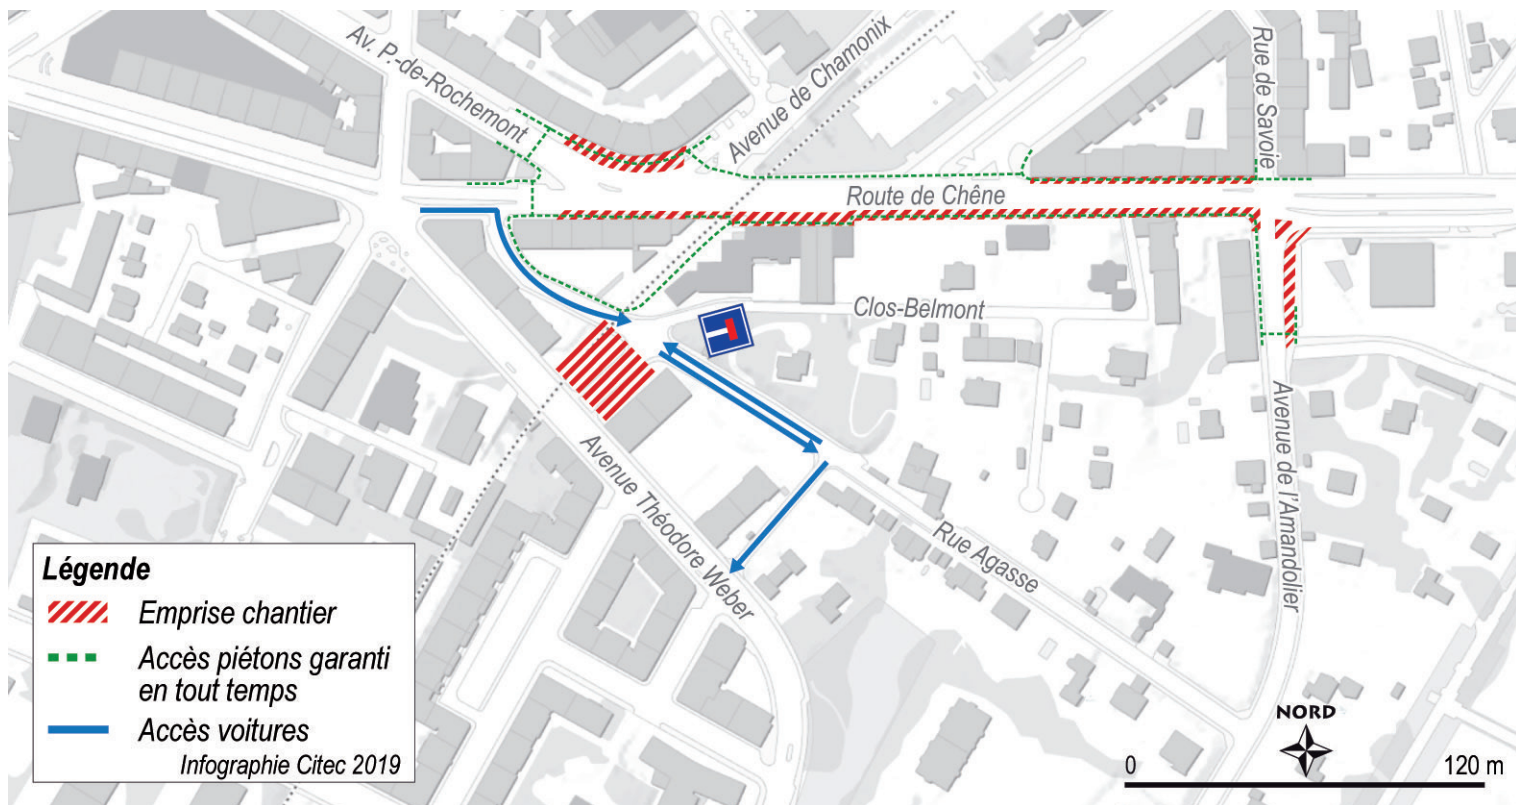 Av. P.-de-Rochemont
Avenue de Chamonix
Rue de Savoie
Route de Chêne
Clos-Belmont
Avenue Théodore Weber
Rue Agasse
Avenue de l'Amandolier
Légende
Emprise chantier
Accès piétons garanti
en tout temps
Accès voitures
Infographie Citec 2019
NORD
0
120 m